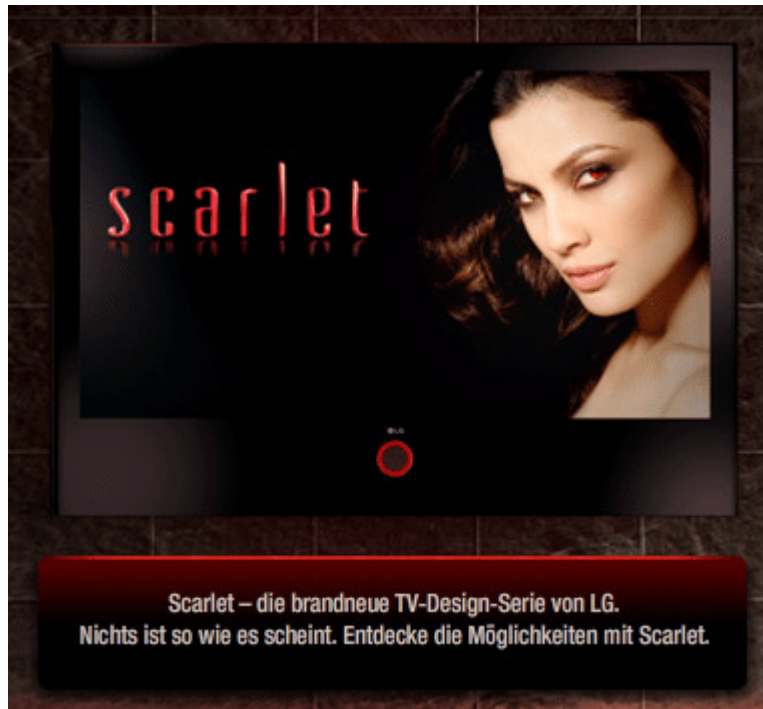 scarlet
LG
Scarlet – die brandneue TV-Design-Serie von LG.
Nichts ist so wie es scheint. Entdecke die Möglichkeiten mit Scarlet.